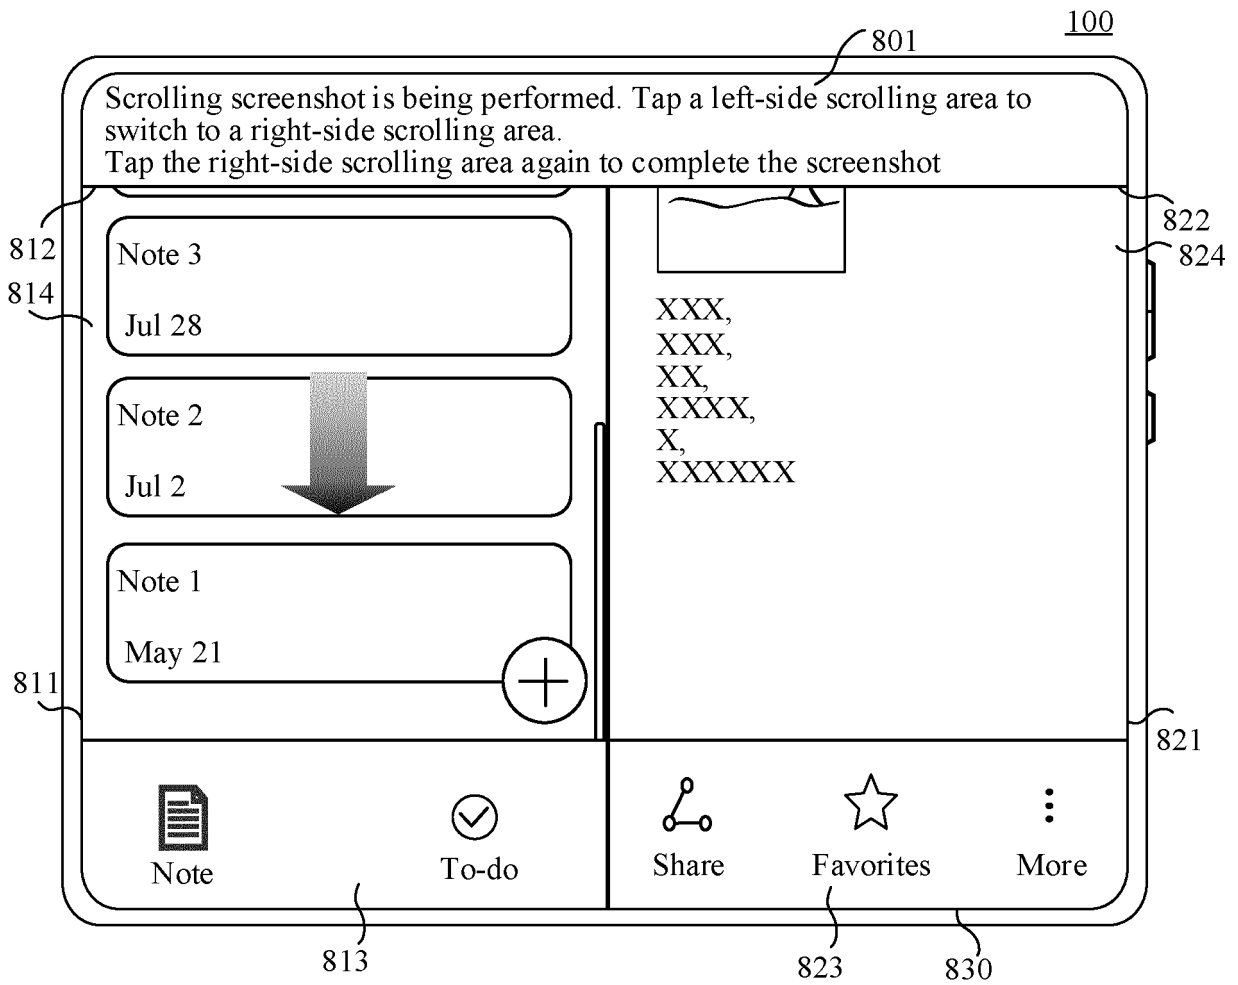 100
801
Scrolling screenshot is being performed. Tap a left-side scrolling area to
switch to a right-side scrolling area.
Tap the right-side scrolling area again to complete the screenshot
812
814
822
824
Note 3
Jul 28
Note 2
Jul 2
Note 1
May 21
XXX,
XXX,
XX,
XXXX,
X,
XXXXXX
811
821
Note
To-do
Share
Favorites
More
813
823
830